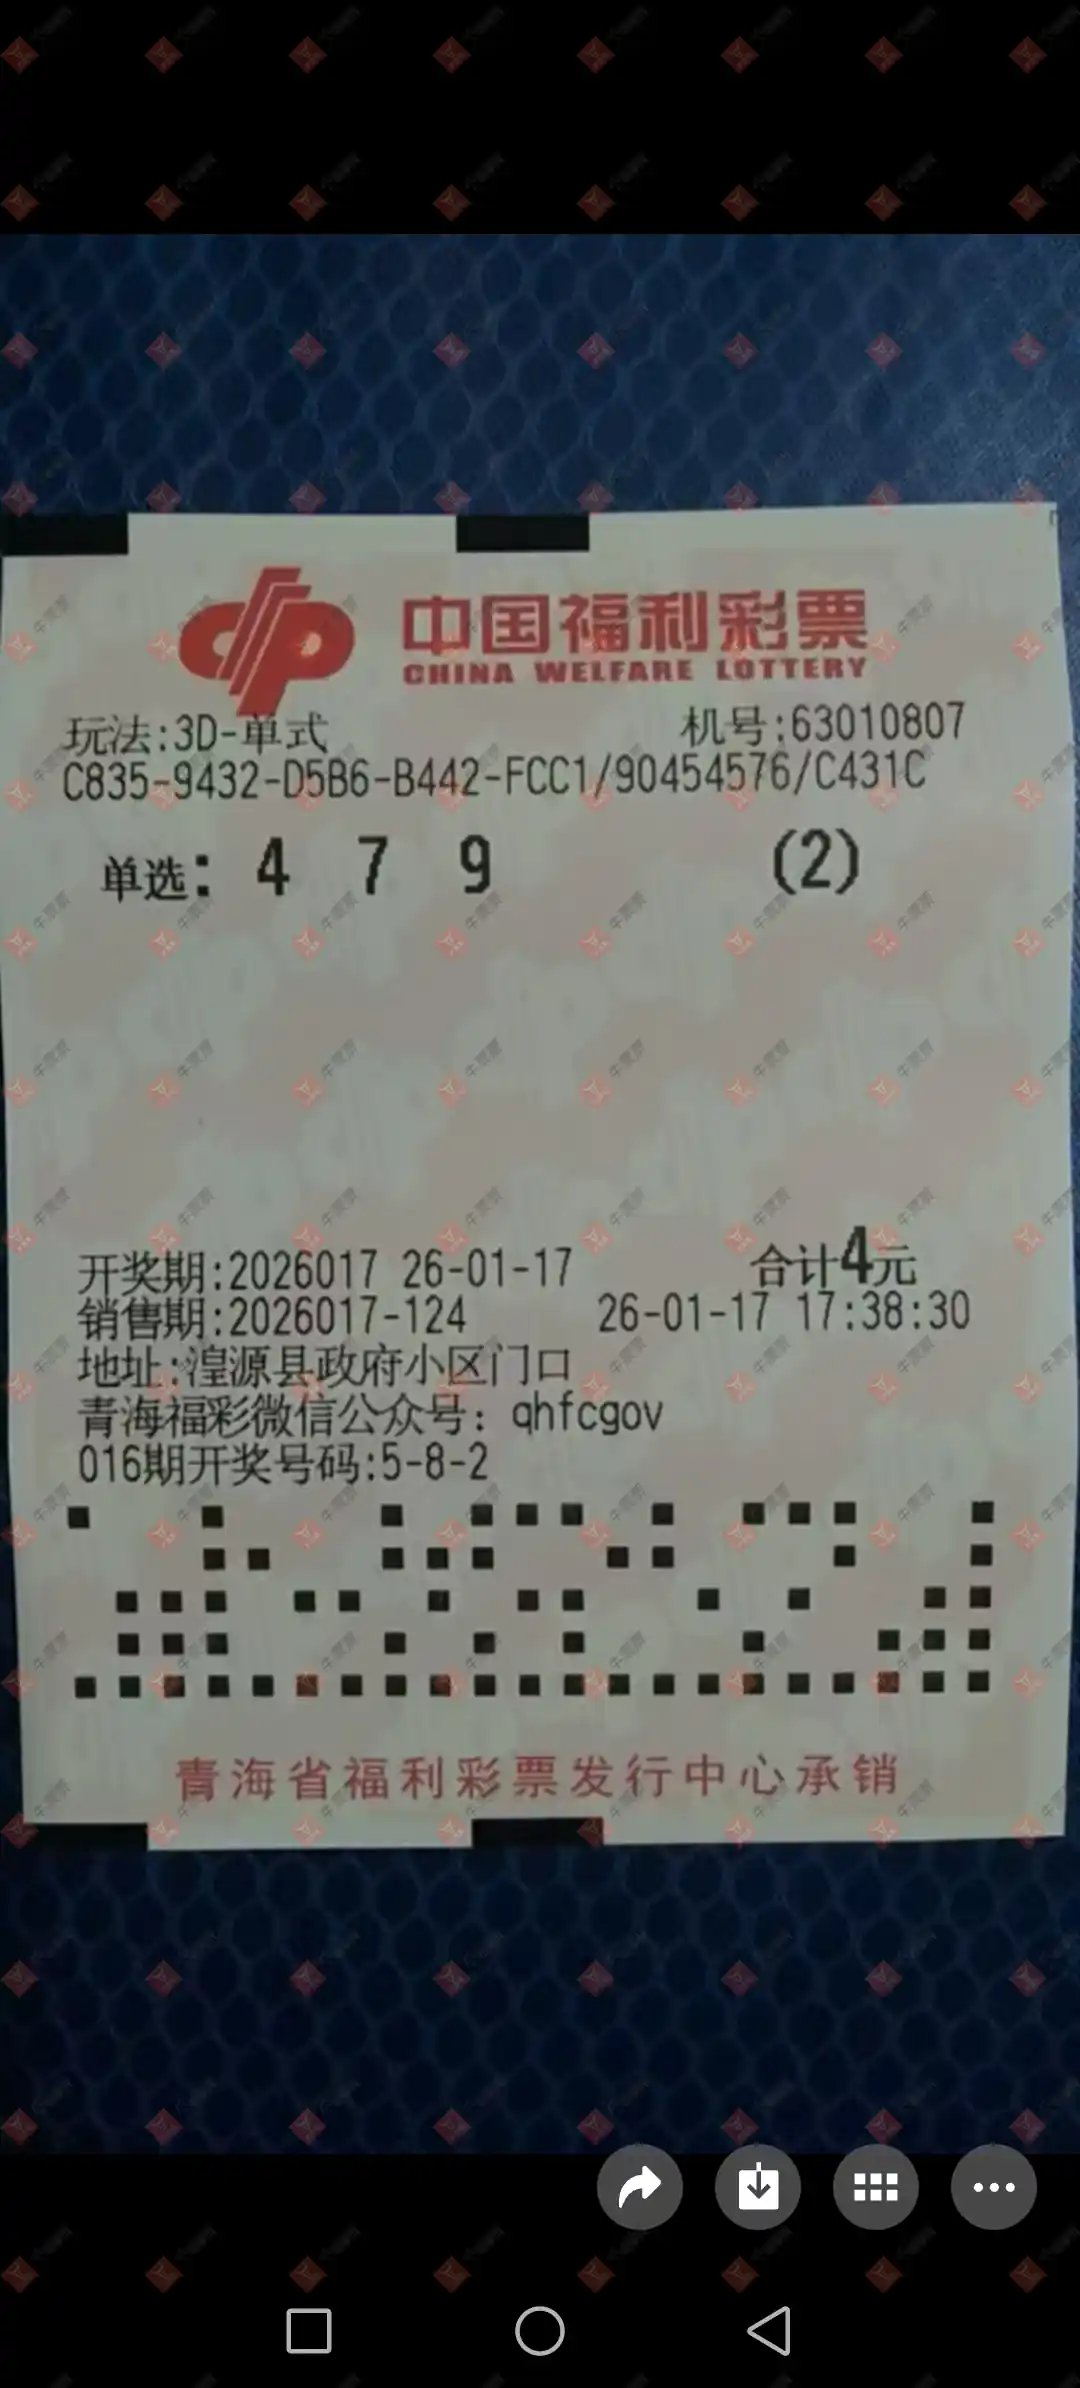 中国福利彩票
CHINA WELFARE LOTTERY
玩法:3D-单式 机号:63010807
C835-9432-D5B6-B442-FCC1/90454576/C431C
单选: 4 7 9 (2)
开奖期:2026017 26-01-17 合计4元
销售期:2026017-124 26-01-17 17:38:30
地址:湟源县政府小区门口
青海福彩微信公众号: qhfcgov
016期开奖号码:5-8-2
青海省福利彩票发行中心承销